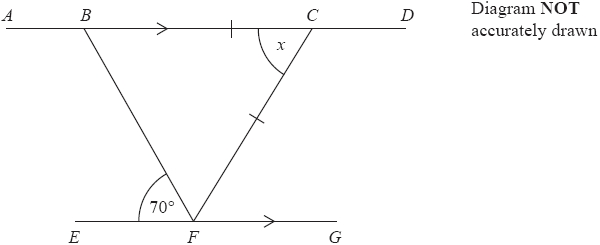 A B C D
Diagram NOT
accurately drawn
x
70°
E F G